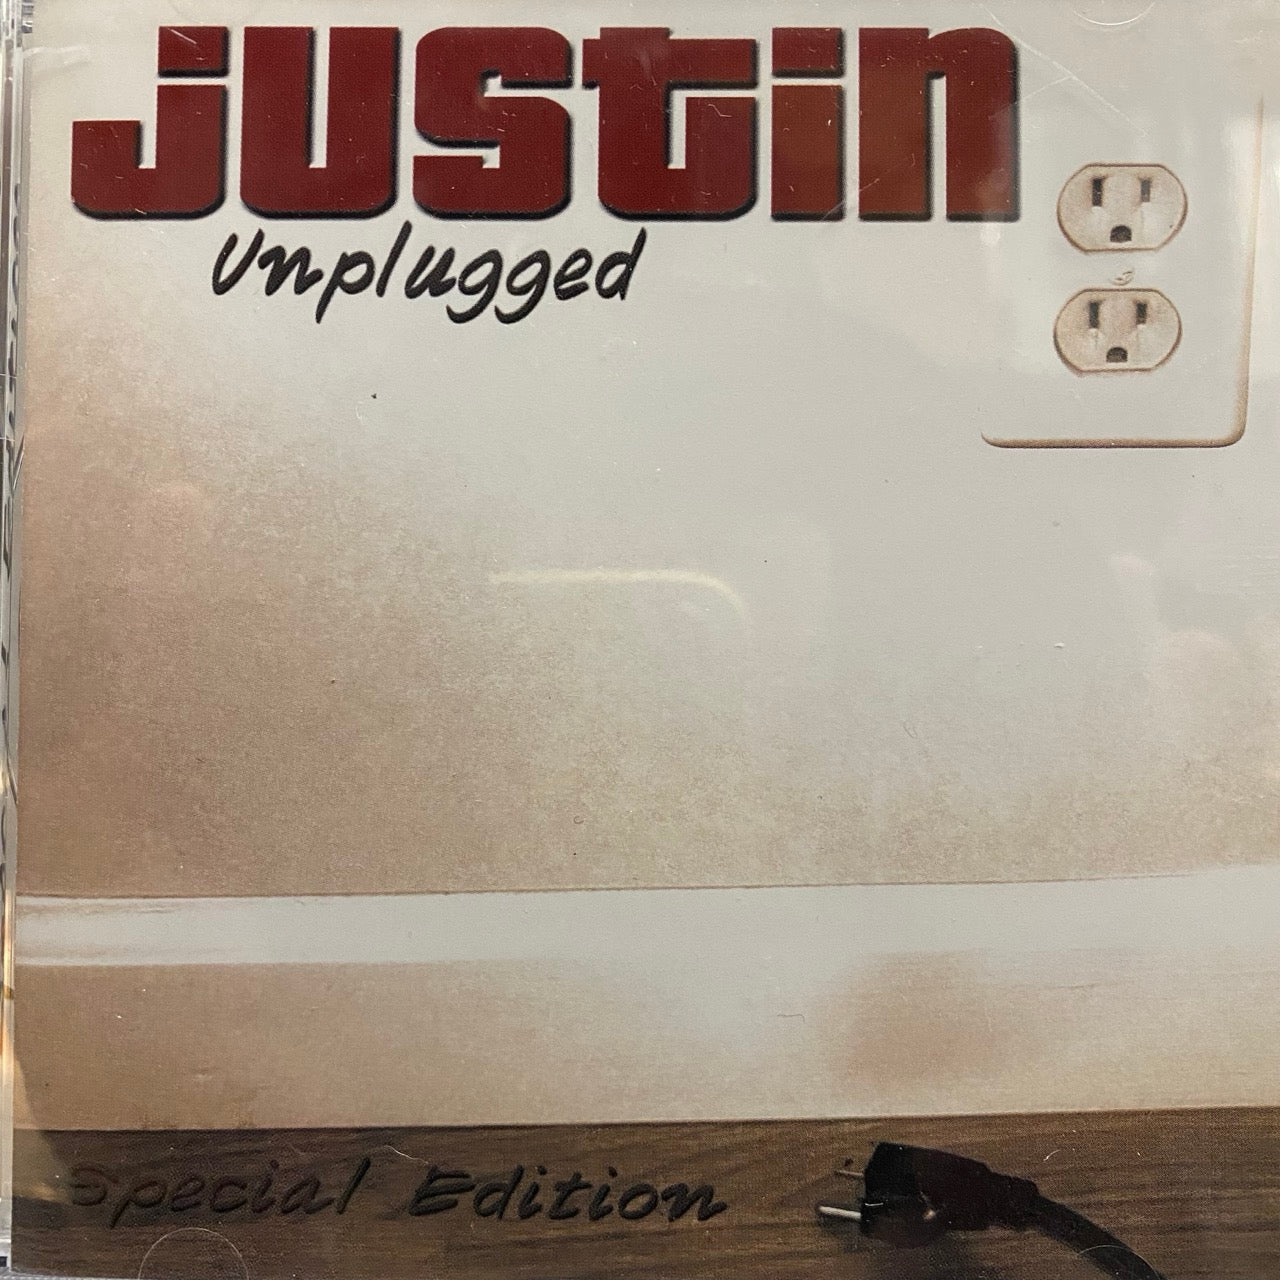 justin
Unplugged
Special Edition